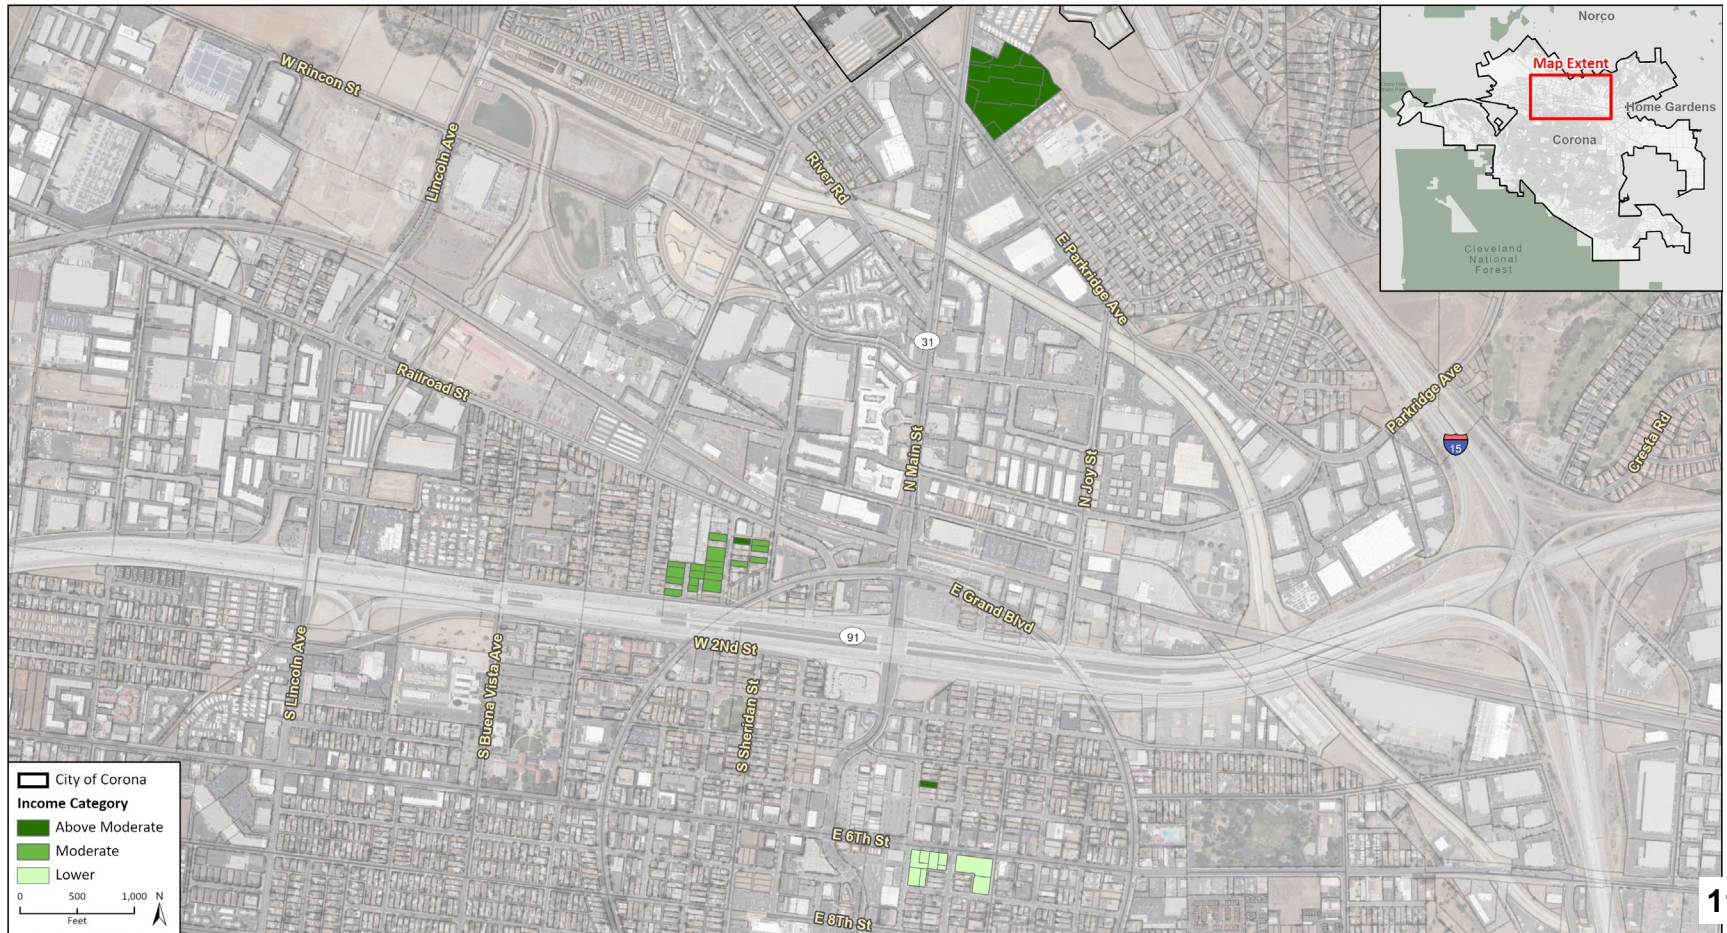 Norco
Map Extent
Home Gardens
Corona
Cleveland
National
Forest
W Rincon St
Lincoln Ave
River Rd
E Parkridge Ave
31
Railroad St
Parkridge Ave
15
Cresta Rd
N Main St
N Joy St
E Grand Blvd
91
W 2Nd St
S Lincoln Ave
S Buena Vista Ave
S Sheridan St
E 6Th St
E 8Th St
City of Corona
Income Category
Above Moderate
Moderate
Lower
0 500 1,000 N
Feet